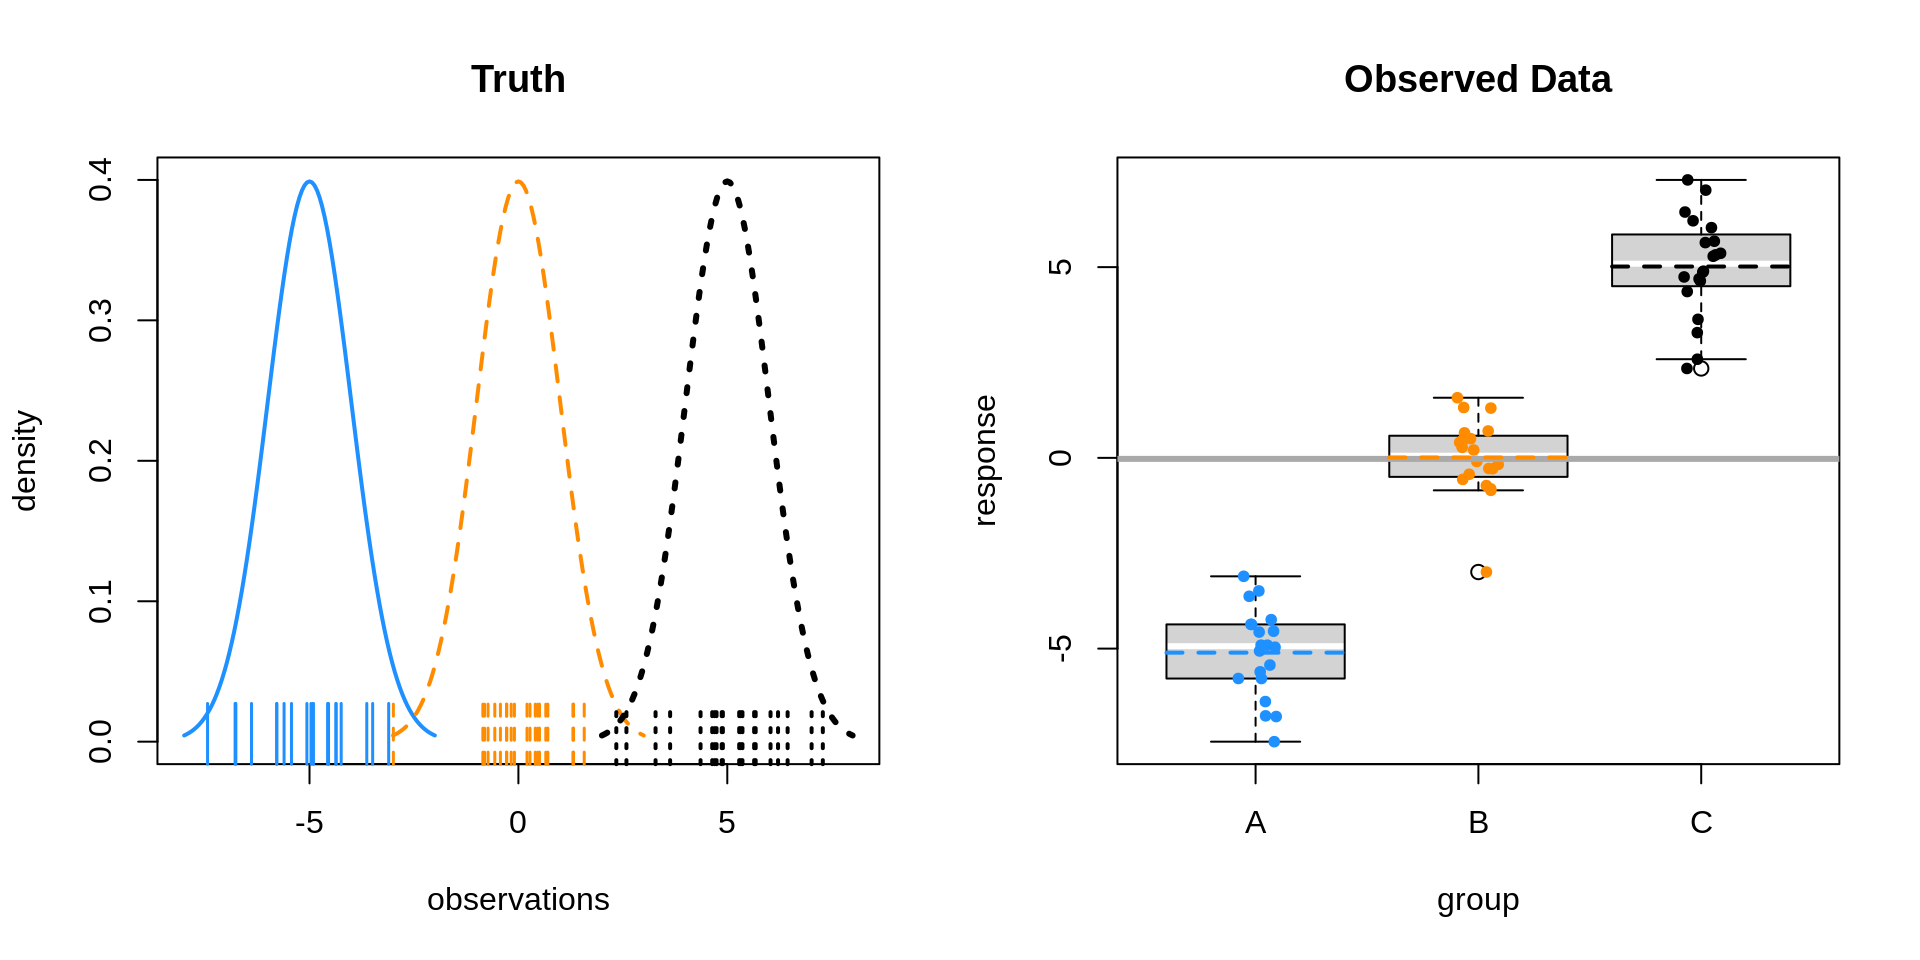 Truth
density
0.0 0.1 0.2 0.3 0.4
-5 0 5
observations
Observed Data
response
-5 0 5
A B C
group